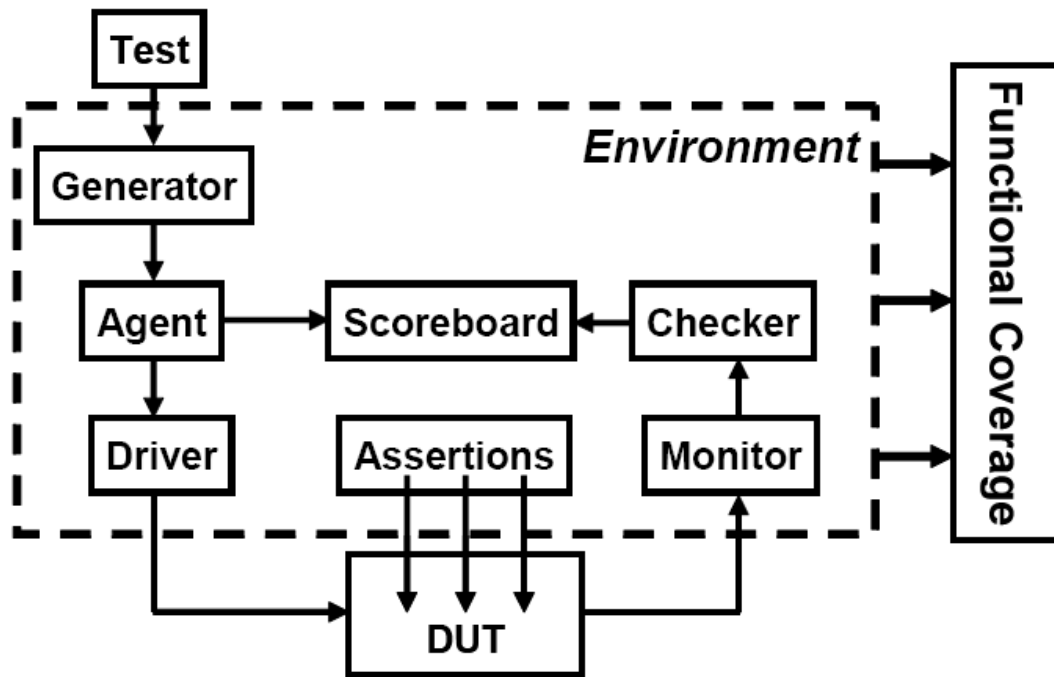 Test
Environment
Generator
Agent
Scoreboard
Checker
Driver
Assertions
Monitor
DUT
Functional Coverage